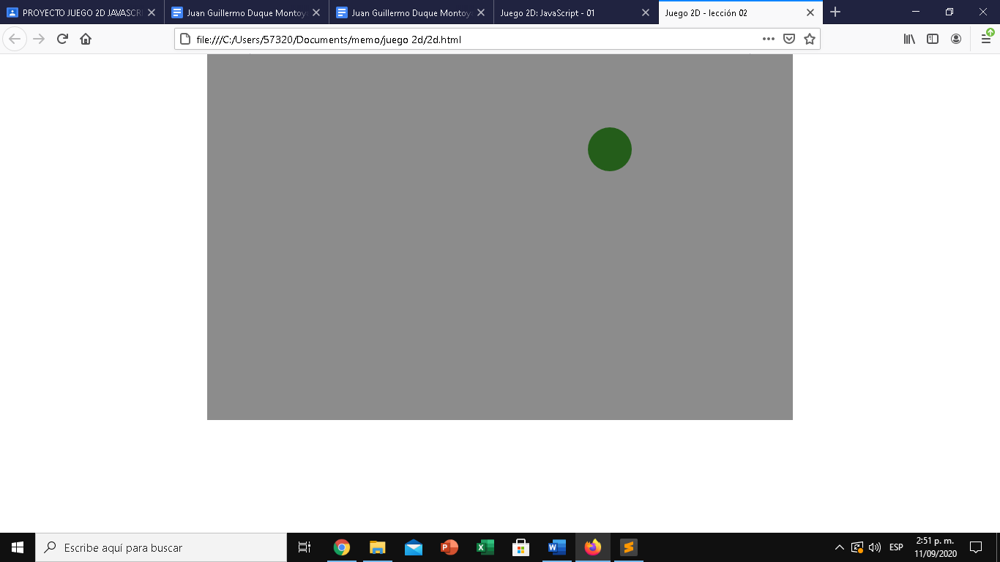 PROYECTO JUEGO 2D JAVASCRI
Juan Guillermo Duque Montoy
Juan Guillermo Duque Montoy
Juego 2D: JavaScript - 01
Juego 2D - lección 02
file:///C:/Users/57320/Documents/memo/juego 2d/2d.html
Escribe aquí para buscar
ESP
2:51 p. m.
11/09/2020